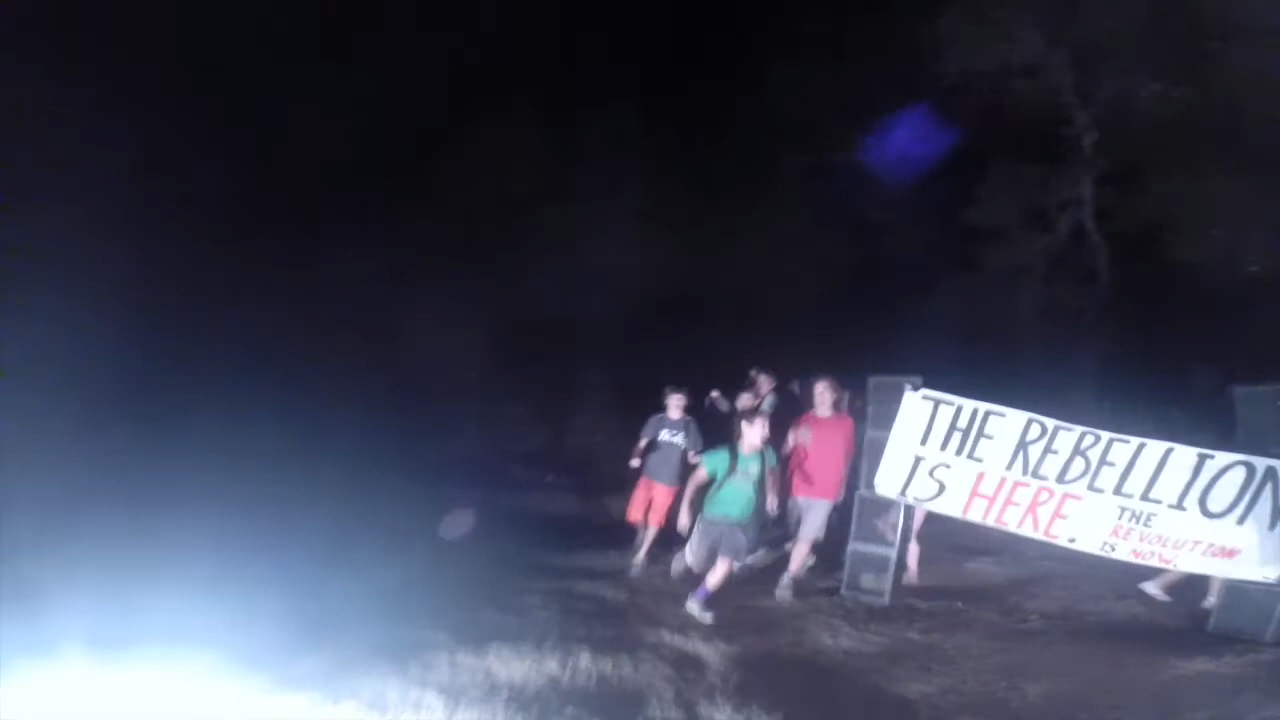 THE REBELLION
IS HERE.
THE
REVOLUTION
IS NOW.